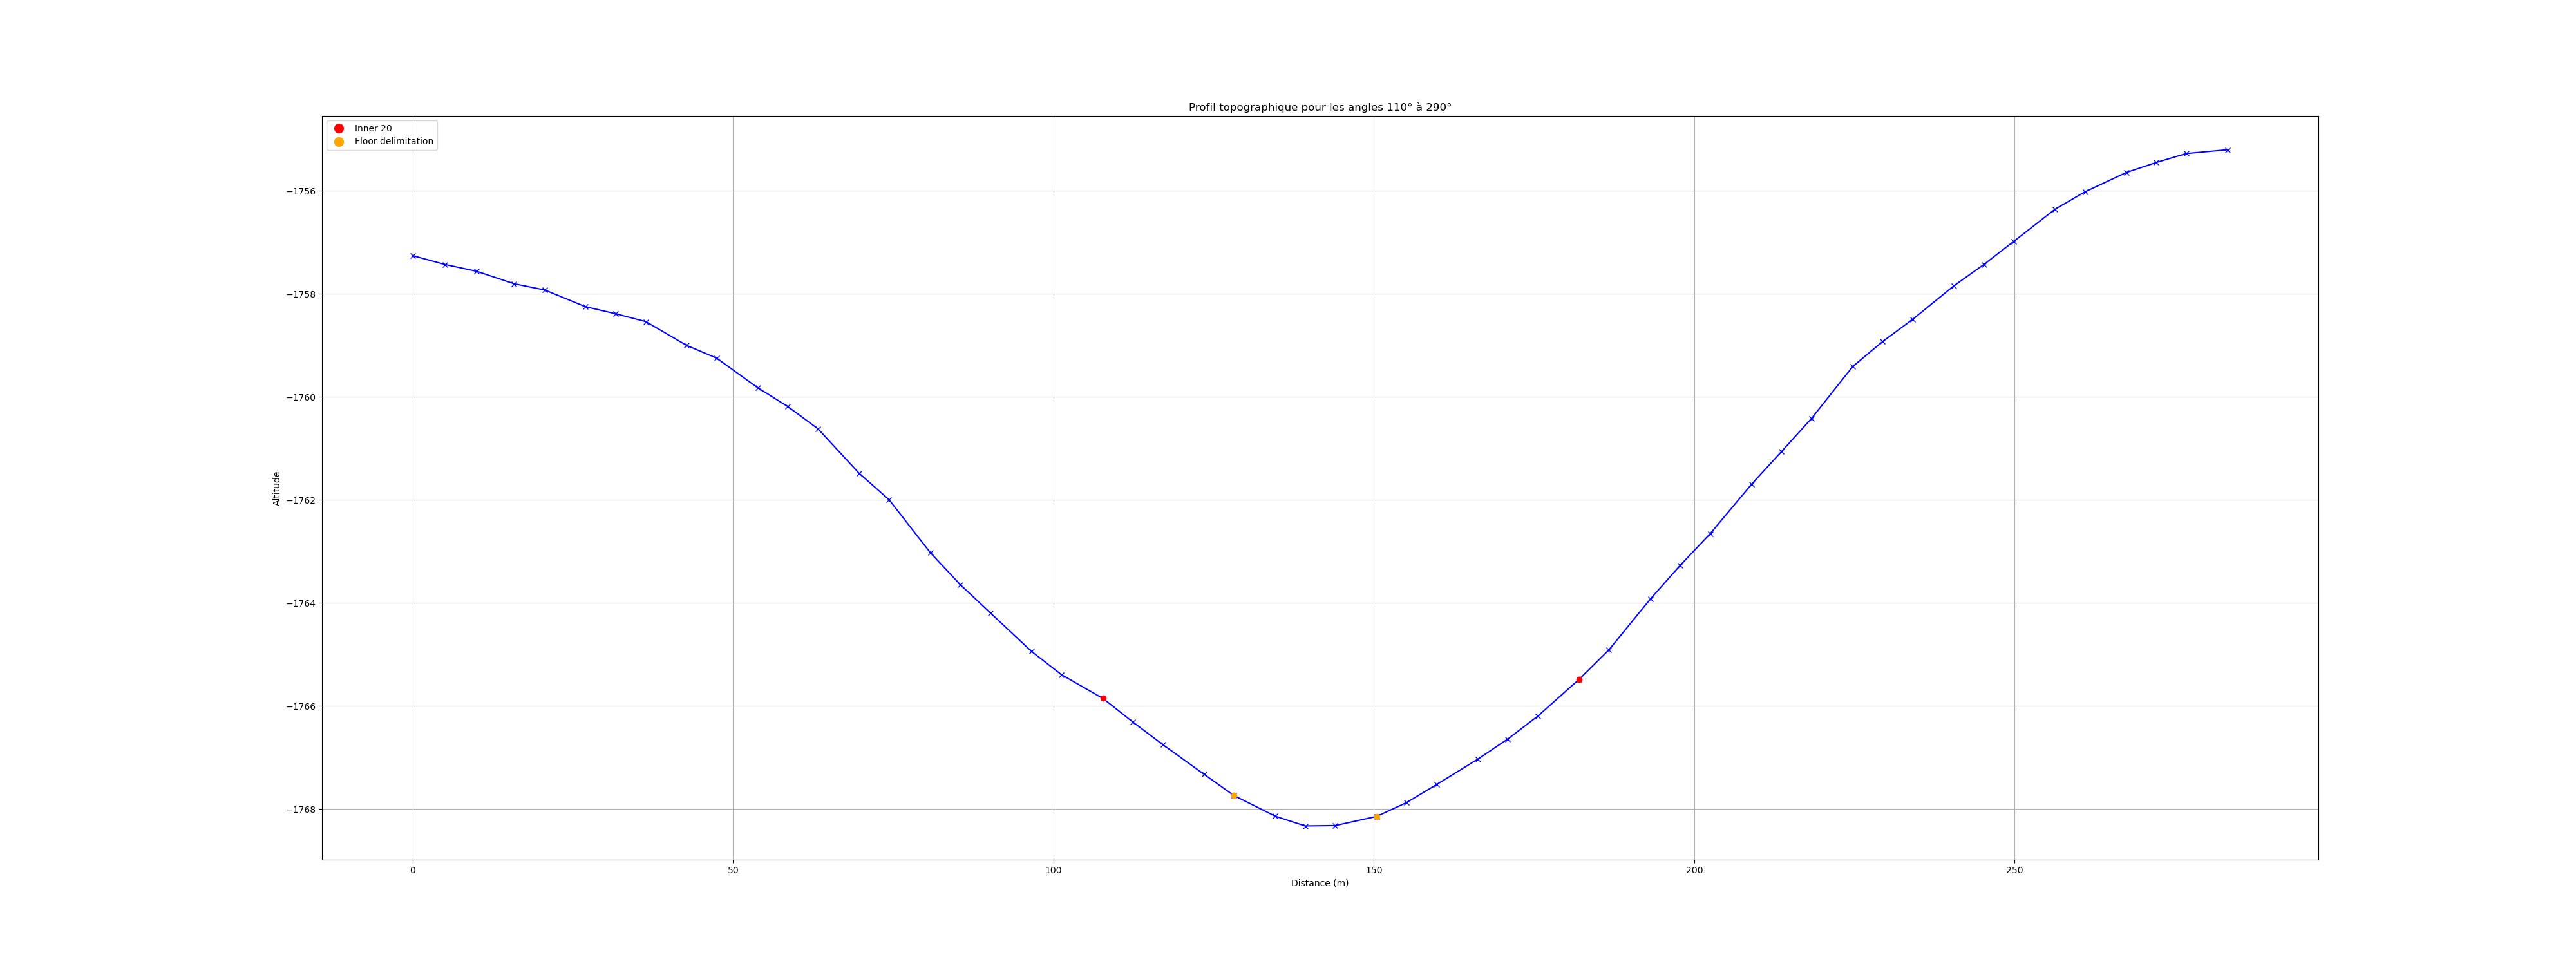 Profil topographique pour les angles 110° à 290°
Inner 20
Floor delimitation
−1756
−1758
−1760
−1762
−1764
−1766
−1768
Altitude
0 50 100 150 200 250
Distance (m)